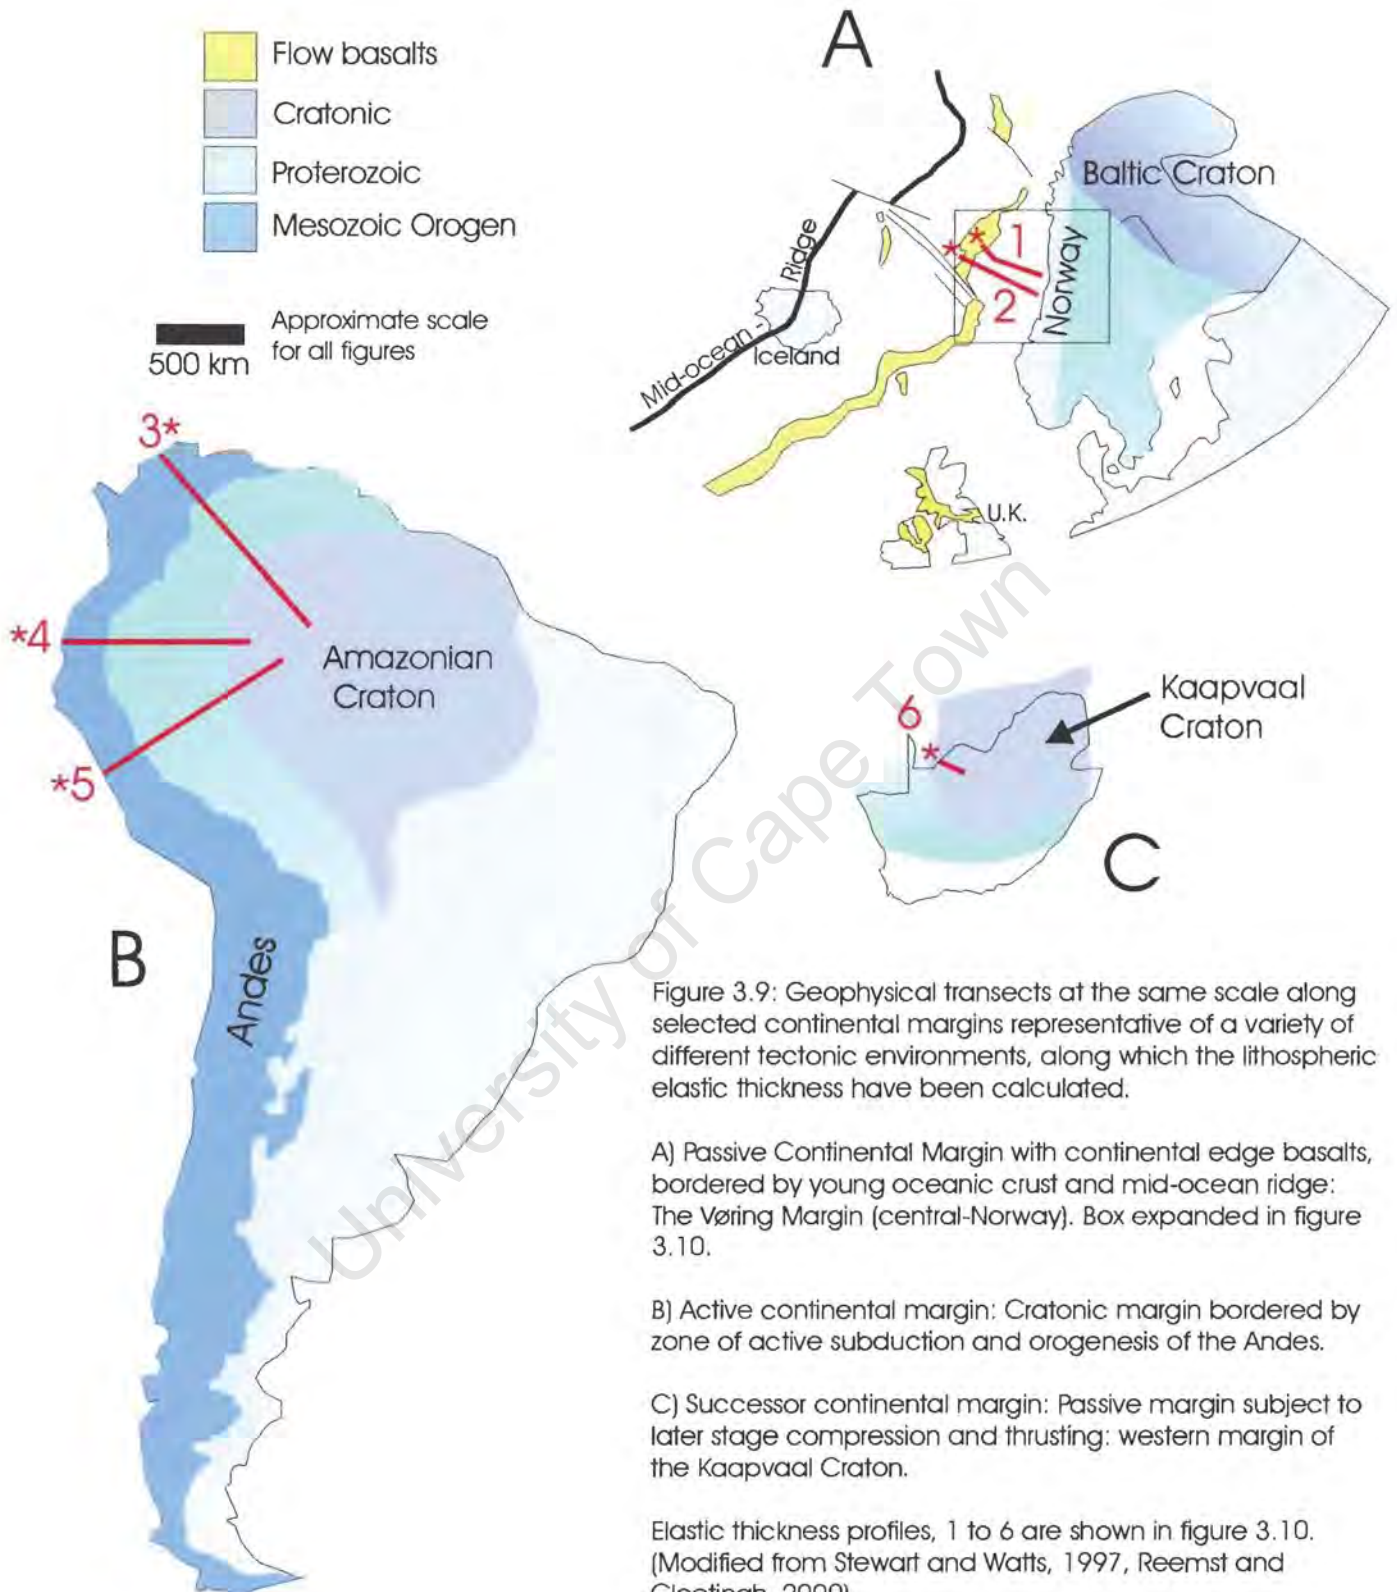 Flow basalts
Cratonic
Proterozoic
Mesozoic Orogen
500 km
Approximate scale
for all figures
A
Baltic Craton
Mid-ocean - Ridge
Iceland
Norway
1
2
U.K.
3*
*4
*5
Amazonian
Craton
B
Andes
6
*
Kaapvaal
Craton
C
University of Cape Town
Figure 3.9: Geophysical transects at the same scale along
selected continental margins representative of a variety of
different tectonic environments, along which the lithospheric
elastic thickness have been calculated.
A) Passive Continental Margin with continental edge basalts,
bordered by young oceanic crust and mid-ocean ridge:
The Vøring Margin (central-Norway). Box expanded in figure
3.10.
B) Active continental margin: Cratonic margin bordered by
zone of active subduction and orogenesis of the Andes.
C) Successor continental margin: Passive margin subject to
later stage compression and thrusting: western margin of
the Kaapvaal Craton.
Elastic thickness profiles, 1 to 6 are shown in figure 3.10.
(Modified from Stewart and Watts, 1997, Reemst and